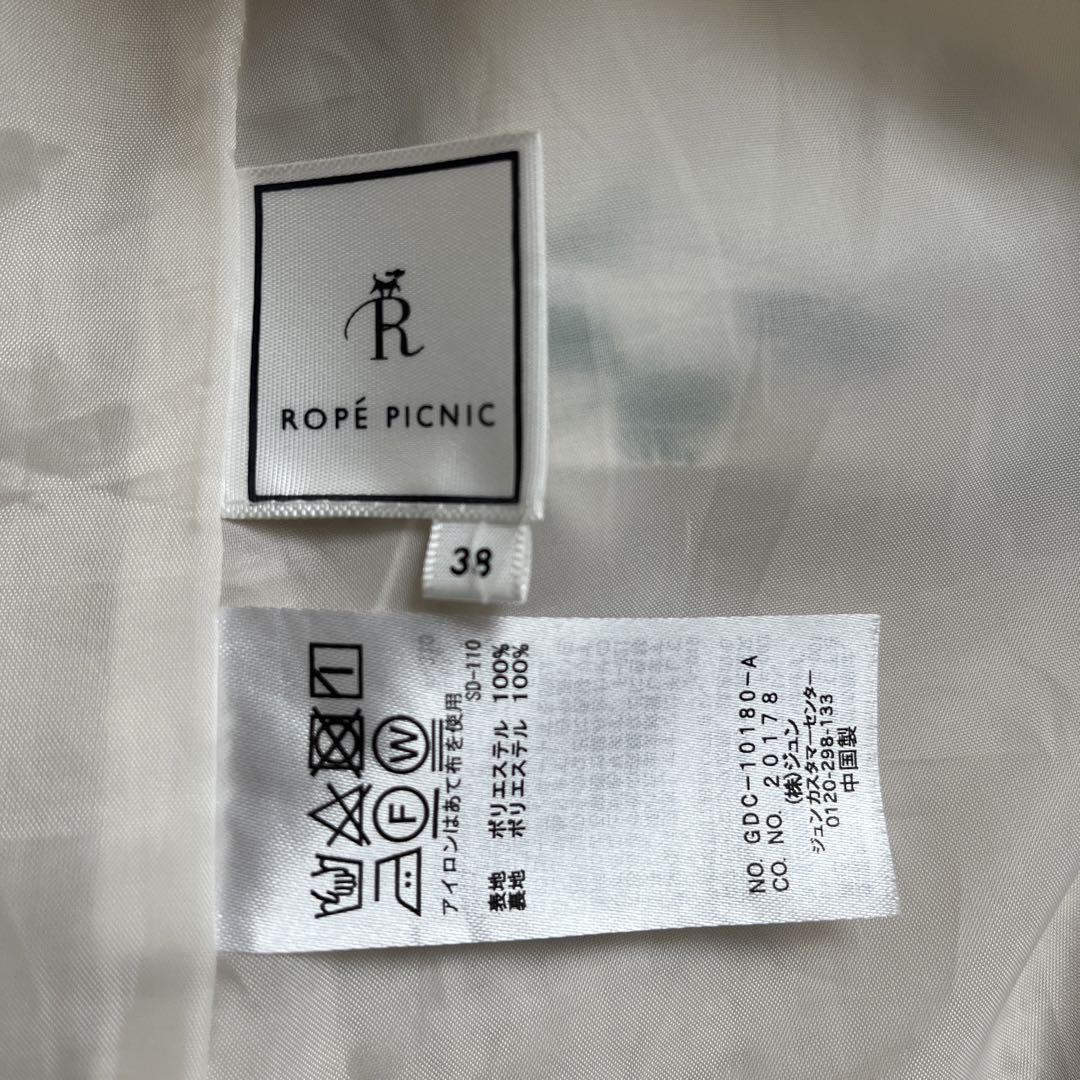 R
ROPÉ PICNIC
38
F W
アイロンはあて布を使用
SD-110
表地 ポリエステル 100%
裏地 ポリエステル 100%
NO. GDC-10180-A
CO. NO. 20178
(株)ジュン
ジュンカスタマーセンター
0120-298-133
中国製